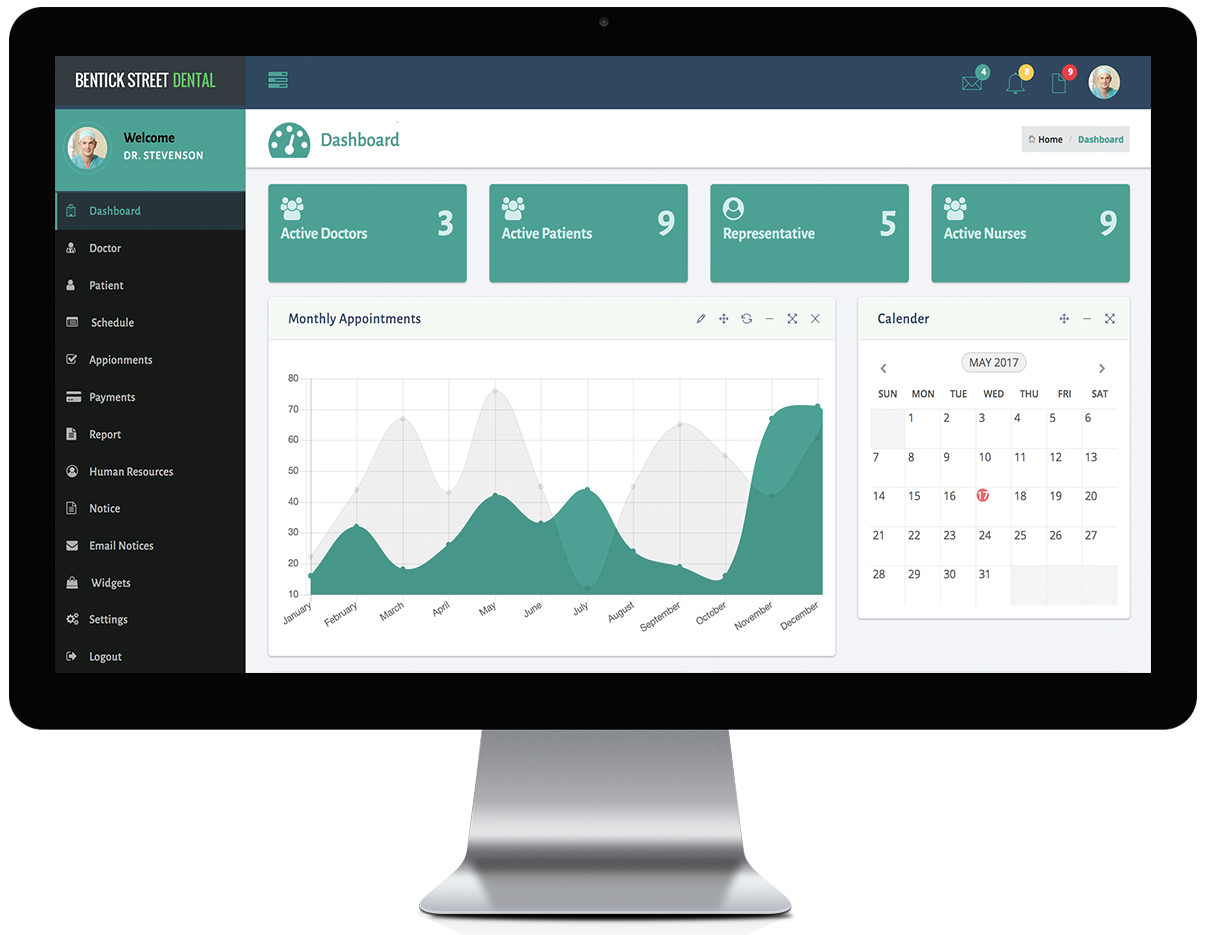 BENTICK STREET DENTAL
4
8
9
Welcome
DR. STEVENSON
Dashboard
Home / Dashboard
Dashboard
Doctor
Patient
Schedule
Appionments
Payments
Report
Human Resources
Notice
Email Notices
Widgets
Settings
Logout
Active Doctors 3
Active Patients 9
Representative 5
Active Nurses 9
Monthly Appointments
80
70
60
50
40
30
20
10
January February March April May June July August September October November December
Calender
MAY 2017
SUN MON TUE WED THU FRI SAT
1 2 3 4 5 6
7 8 9 10 11 12 13
14 15 16 17 18 19 20
21 22 23 24 25 26 27
28 29 30 31